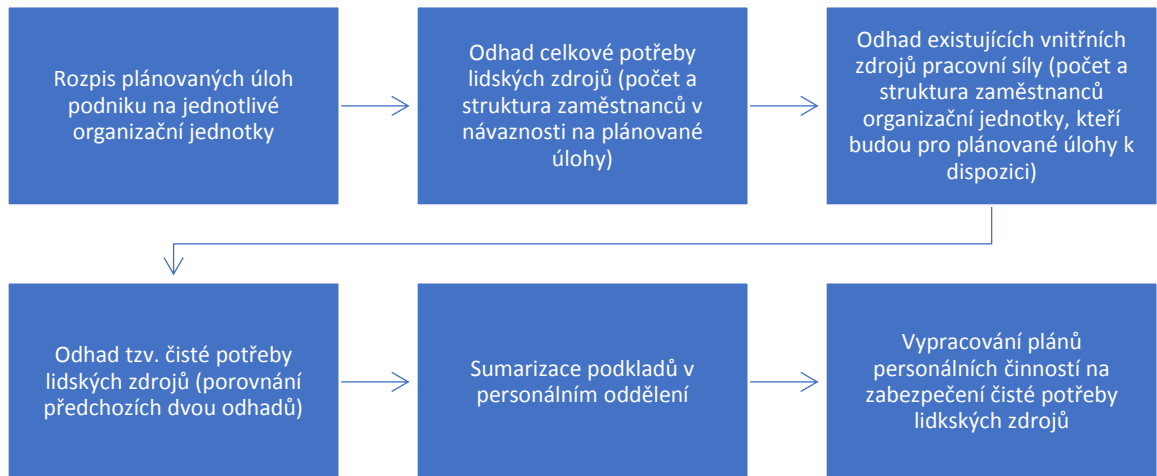 Rozpis plánovaných úloh
podniku na jednotlivé
organizační jednotky
Odhad celkové potřeby
lidských zdrojů (počet a
struktura zaměstnanců v
návaznosti na plánované
úlohy)
Odhad existujících vnitřních
zdrojů pracovní síly (počet a
struktura zaměstnanců
organizační jednotky, kteří
budou pro plánované úlohy k
dispozici)
Odhad tzv. čisté potřeby
lidských zdrojů (porovnání
předchozích dvou odhadů)
Sumarizace podkladů v
personálním oddělení
Vypracování plánů
personálních činností na
zabezpečení čisté potřeby
lidkských zdrojů